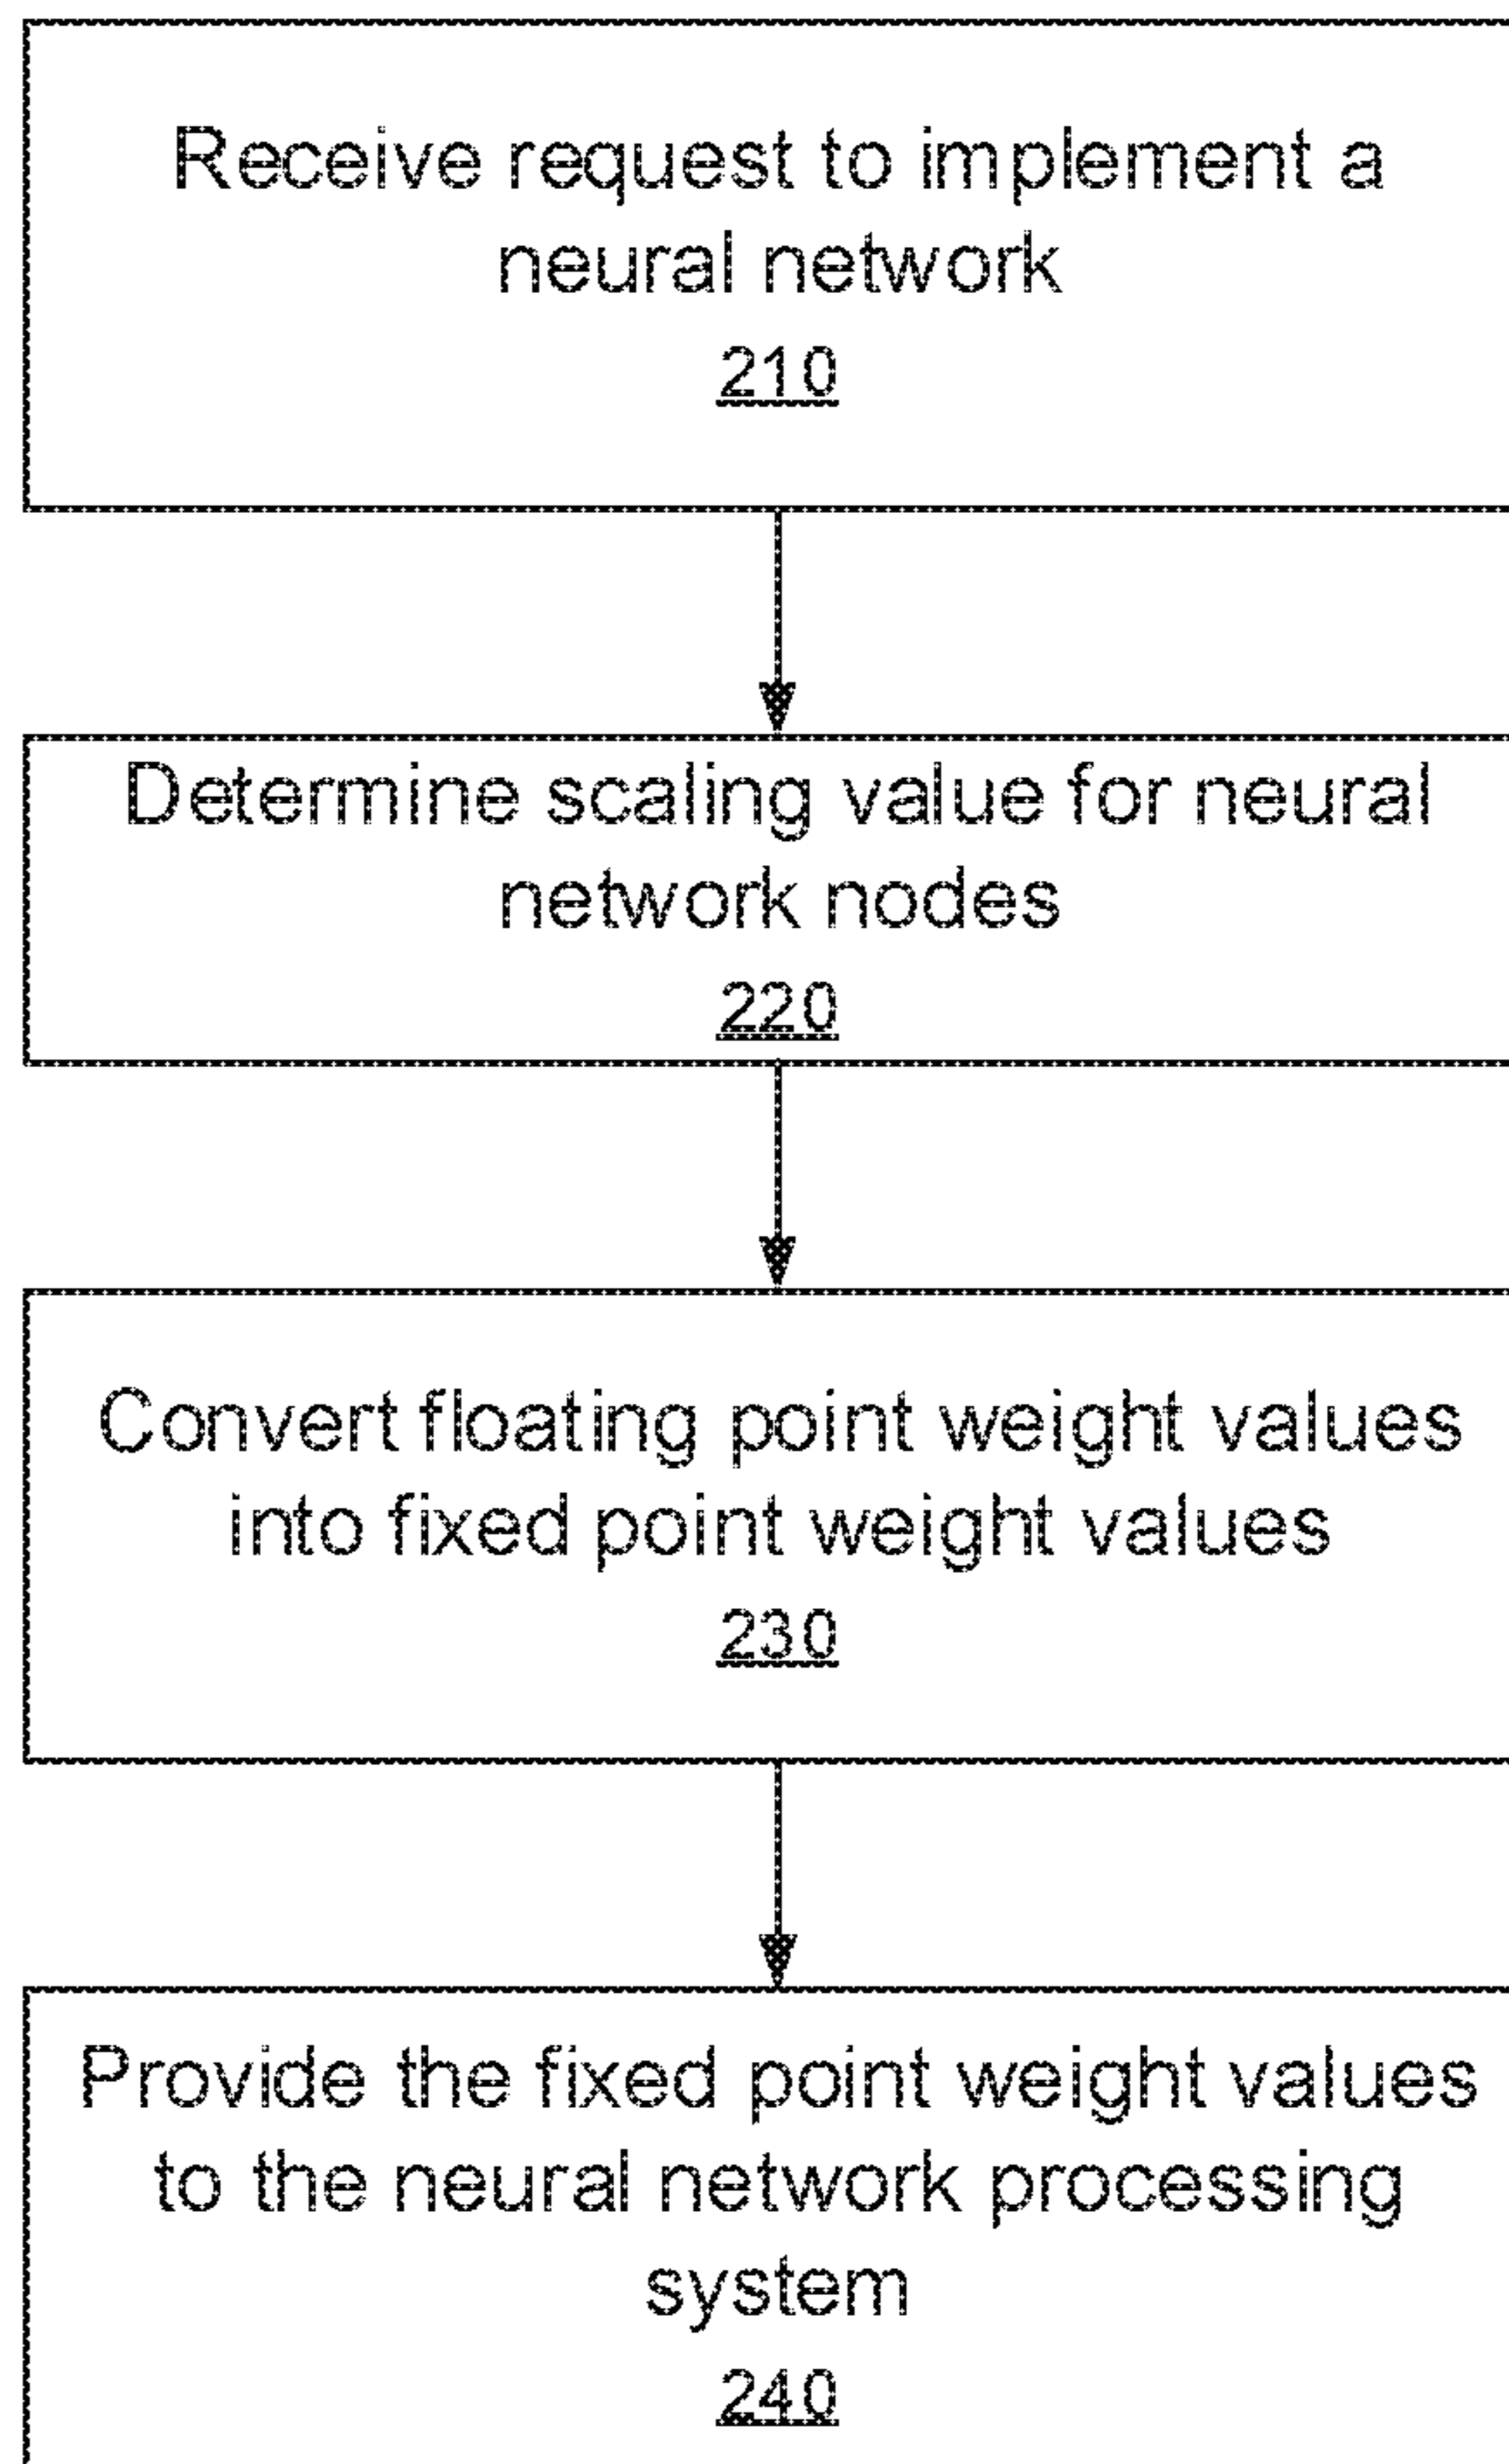 Receive request to implement a
neural network
210
Determine scaling value for neural
network nodes
220
Convert floating point weight values
into fixed point weight values
230
Provide the fixed point weight values
to the neural network processing
system
240